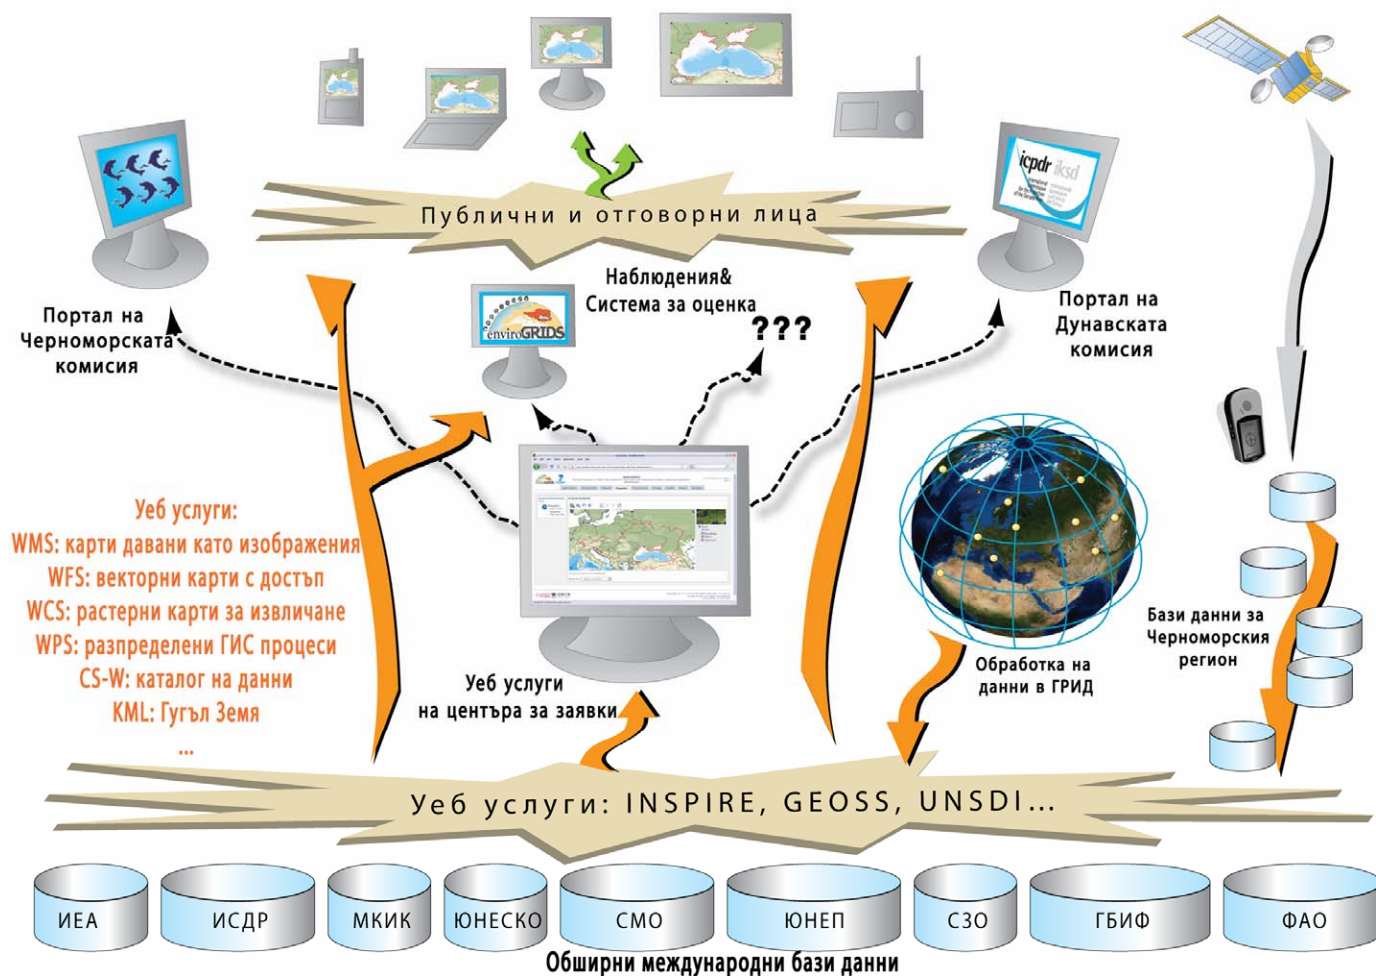 icpdr iksd
Публични и отговорни лица
Наблюдения&
Система за оценка
Портал на
Черноморската
комисия
enviroGRIDS
???
Портал на
Дунавската
комисия
Уеб услуги:
WMS: карти давани като изображения
WFS: векторни карти с достъп
WCS: растерни карти за извличане
WPS: разпределени ГИС процеси
CS-W: каталог на данни
KML: Гугъл Земя
...
Уеб услуги
на центъра за заявки
Обработка на
данни в ГРИД
Бази данни за
Черноморския
регион
Уеб услуги: INSPIRE, GEOSS, UNSDI...
ИЕА
ИСДР
МКИК
ЮНЕСКО
СМО
ЮНЕП
СЗО
ГБИФ
ФАО
Обширни международни бази данни